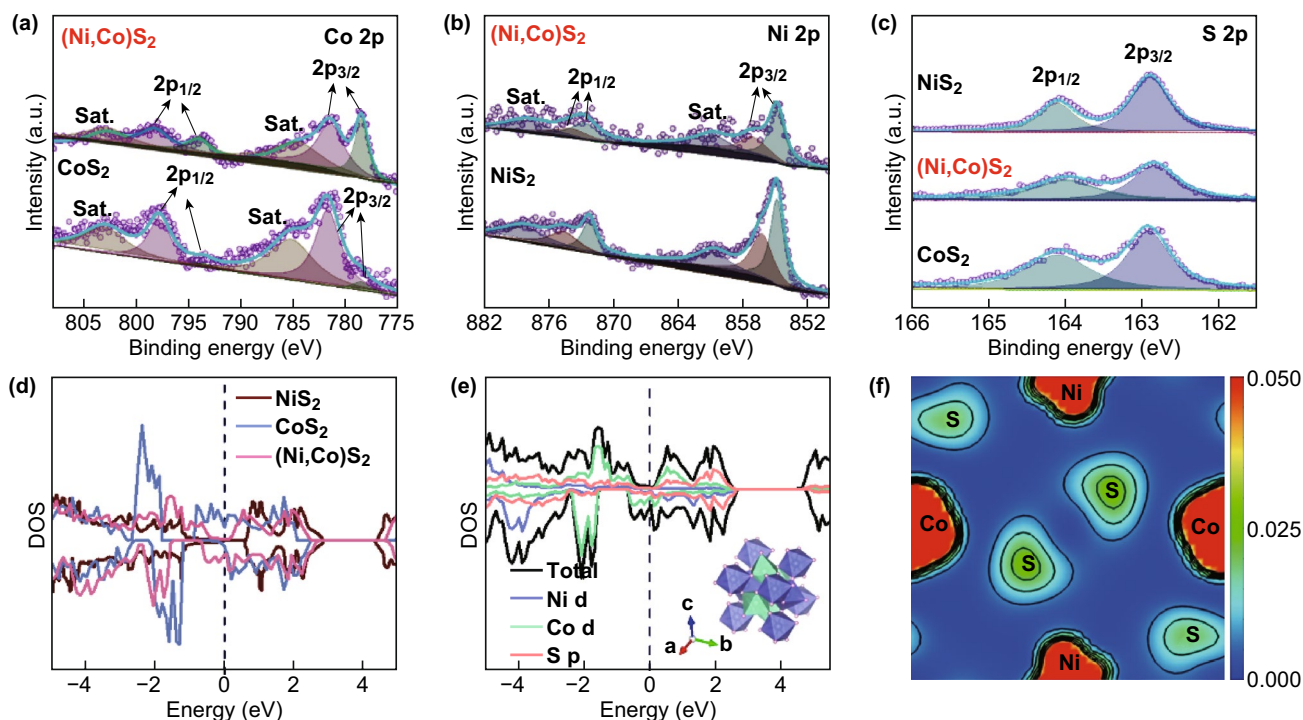 (a)
(Ni,Co)S2
Co 2p
2p1/2
2p3/2
Sat.
Sat.
CoS2
2p1/2
2p3/2
Sat.
Sat.
Intensity (a.u.)
805 800 795 790 785 780 775
Binding energy (eV)
(b)
(Ni,Co)S2
Ni 2p
2p1/2
2p3/2
Sat.
Sat.
NiS2
Intensity (a.u.)
882 876 870 864 856 852
Binding energy (eV)
(c)
S 2p
2p3/2
2p1/2
NiS2
(Ni,Co)S2
CoS2
Intensity (a.u.)
166 165 164 163 162
Binding energy (eV)
(d)
NiS2
CoS2
(Ni,Co)S2
DOS
−4 −2 0 2 4
Energy (eV)
(e)
Total
Ni d
Co d
S p
c
a
b
DOS
−4 −2 0 2 4
Energy (eV)
(f)
Ni
S
S
Co
Co
S
S
Ni
0.050
0.025
0.000